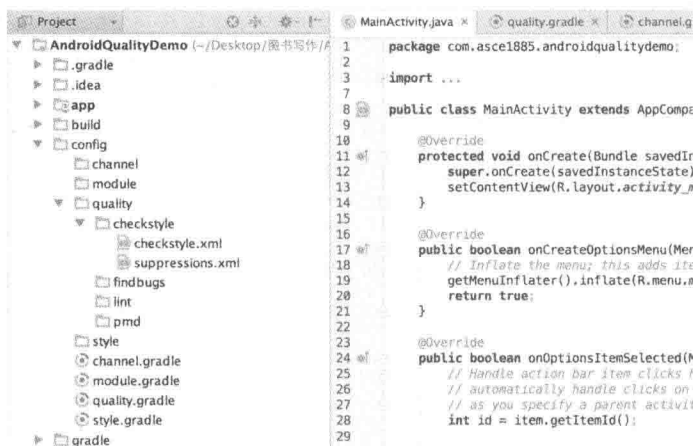 Project
AndroidQualityDemo (~/Desktop/图书写作/A
.gradle
.idea
app
build
config
channel
module
quality
checkstyle
checkstyle.xml
suppressions.xml
findbugs
lint
pmd
style
channel.gradle
module.gradle
quality.gradle
style.gradle
gradle
MainActivity.java × quality.gradle × channel.g
1 package com.asce1885.androidqualitydemo;
2
3 import ...
7
8 public class MainActivity extends AppCompa
9
10 @Override
11 protected void onCreate(Bundle savedIn
12 super.onCreate(savedInstanceState)
13 setContentView(R.layout.activity_m
14 }
15
16 @Override
17 public boolean onCreateOptionsMenu(Men
18 // Inflate the menu; this adds ite
19 getMenuInflater().inflate(R.menu.m
20 return true;
21 }
22
23 @Override
24 public boolean onOptionsItemSelected(M
25 // Handle action bar item clicks h
26 // automatically handle clicks on
27 // as you specify a parent activit
28 int id = item.getItemId();
29